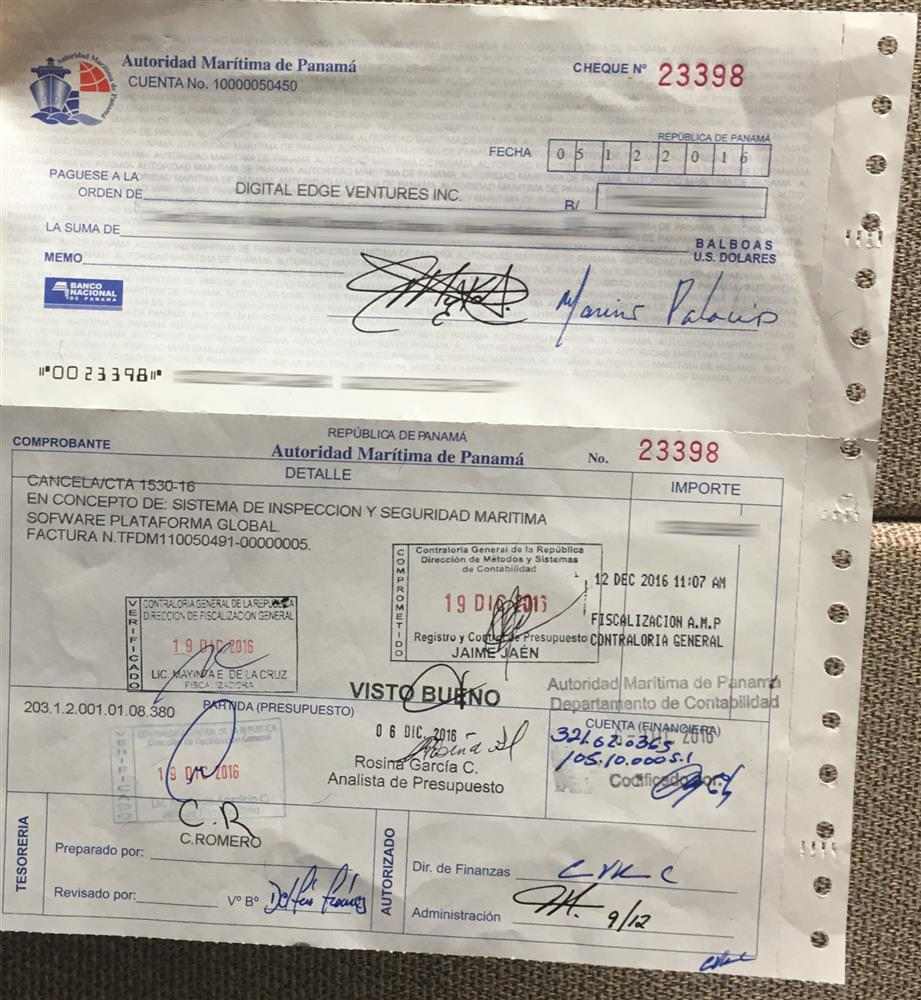 Autoridad Marítima de Panamá
CUENTA No. 10000050450
CHEQUE Nº 23398
REPÚBLICA DE PANAMÁ
FECHA 0 5 1 2 2 0 1 6
PAGUESE A LA
ORDEN DE DIGITAL EDGE VENTURES INC. B/
LA SUMA DE
BALBOAS
U.S. DOLARES
MEMO
BANCO
NACIONAL
DE PANAMA
Marino Palacios
⑈0023398⑈
REPÚBLICA DE PANAMÁ
COMPROBANTE
Autoridad Marítima de Panamá
No. 23398
DETALLE
IMPORTE
CANCELA/CTA 1530-16
EN CONCEPTO DE: SISTEMA DE INSPECCION Y SEGURIDAD MARITIMA
SOFWARE PLATAFORMA GLOBAL
FACTURA N.TFDM110050491-00000005.
COMPROMETIDO
Contraloría General de la República
Dirección de Métodos y Sistemas
de Contabilidad
19 DIC 2016
Registro y Control de Presupuesto
JAIME JAÉN
12 DEC 2016 11:07 AM
FISCALIZACION A.M.P
CONTRALORIA GENERAL
VERIFICADO
CONTRALORIA GENERAL DE LA REPUBLICA
DIRECCION DE FISCALIZACION GENERAL
19 DIC 2016
LIC. MAYIN E. DE LA CRUZ
FISCALIZADORA
VISTO BUENO
Autoridad Marítima de Panamá
Departamento de Contabilidad
203.1.2.001.01.08.380
PARTIDA (PRESUPUESTO)
CUENTA (FINANCIERA)
06 DIC. 2016
2016
Rosina García C.
Analista de Presupuesto
Codificado por:
19 DIC 2016
C.R
C.ROMERO
TESORERIA
Preparado por:
Revisado por:
Vº Bº
AUTORIZADO
Dir. de Finanzas
Administración
9/12